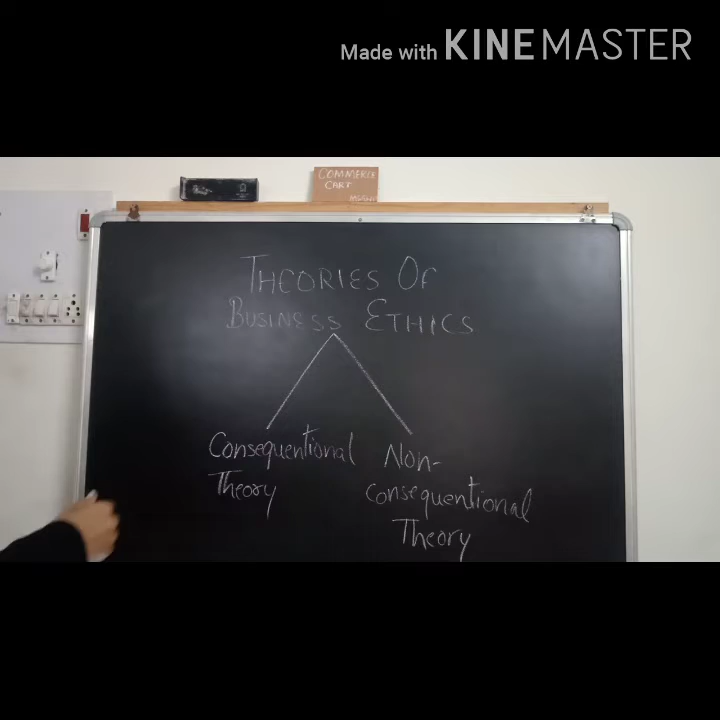 Made with KINEMASTER
COMMERCE
CART
THEORIES OF
BUSINESS ETHICS
Consequentional
Theory
Non-
consequentional
Theory